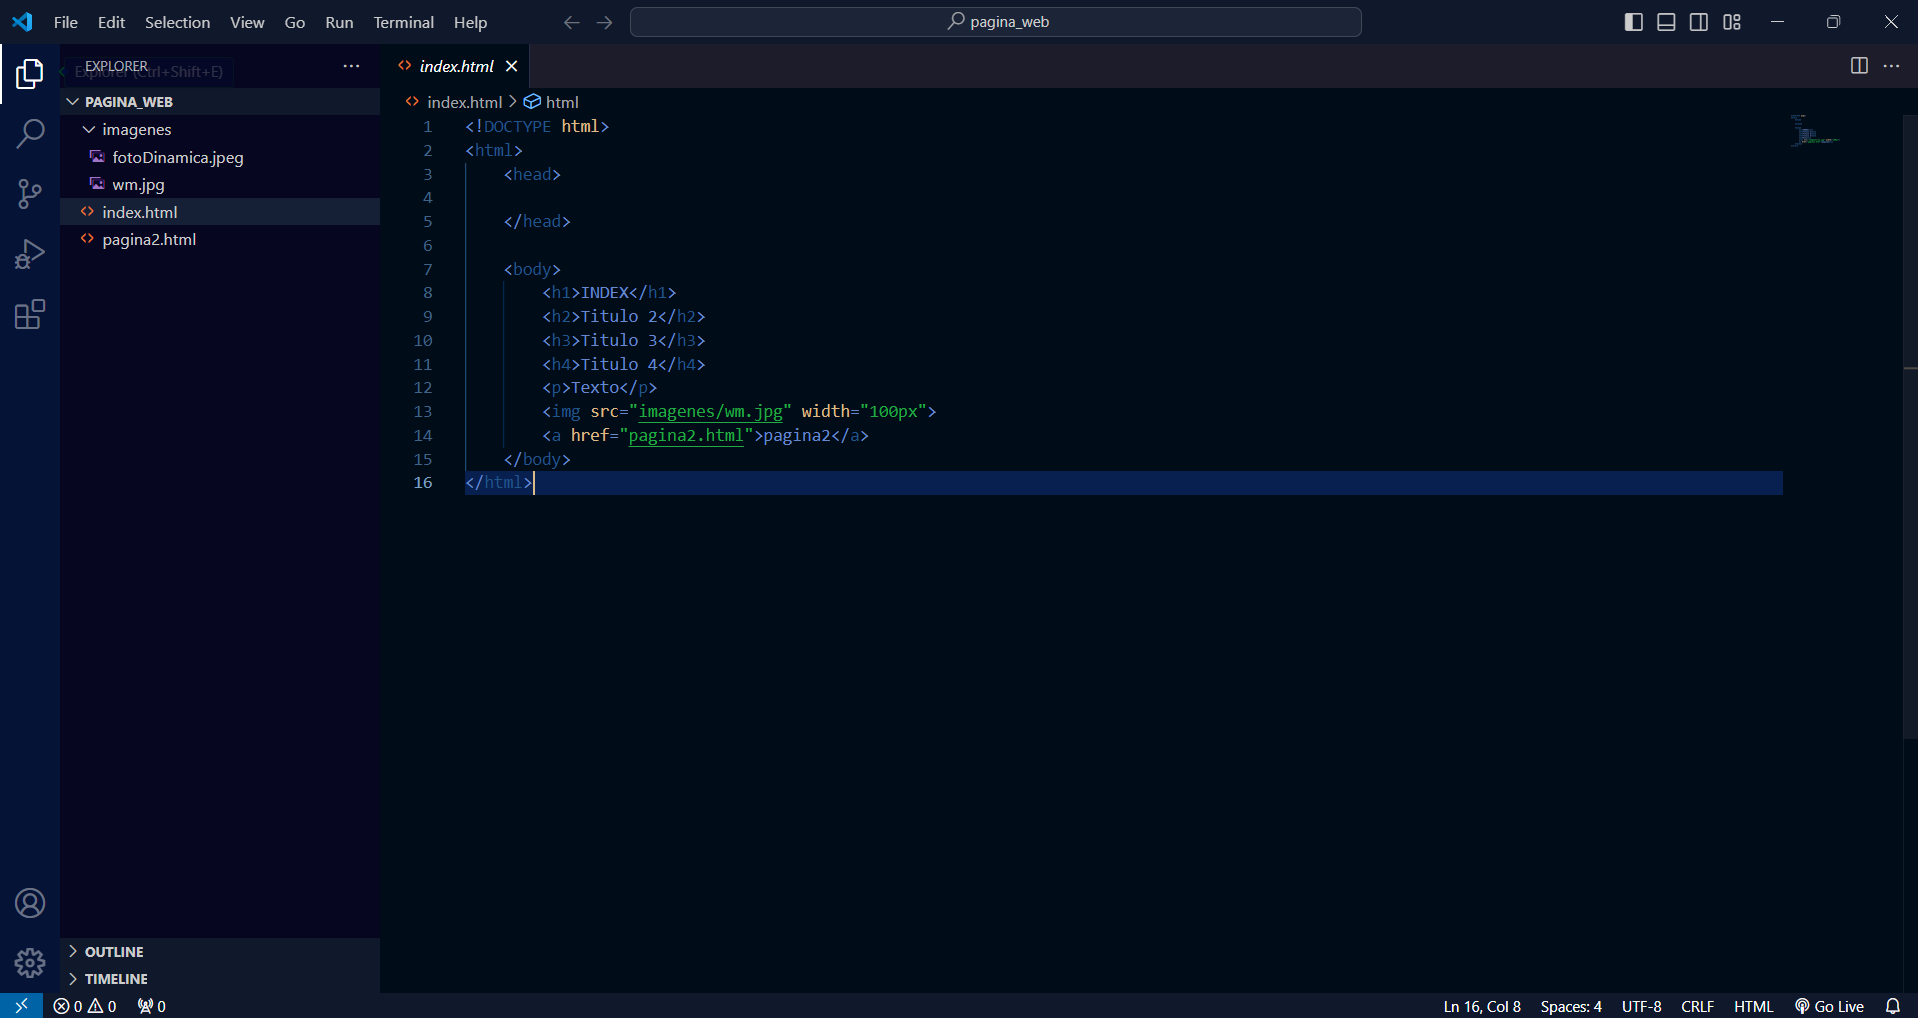 File Edit Selection View Go Run Terminal Help
pagina_web
EXPLORER
Explorer (Ctrl+Shift+E)
PAGINA_WEB
imagenes
fotoDinamica.jpeg
wm.jpg
index.html
pagina2.html
OUTLINE
TIMELINE
index.html
index.html > html
1 <!DOCTYPE html>
2 <html>
3 <head>
4
5 </head>
6
7 <body>
8 <h1>INDEX</h1>
9 <h2>Titulo 2</h2>
10 <h3>Titulo 3</h3>
11 <h4>Titulo 4</h4>
12 <p>Texto</p>
13 <img src="imagenes/wm.jpg" width="100px">
14 <a href="pagina2.html">pagina2</a>
15 </body>
16 </html>
0 0 0
Ln 16, Col 8 Spaces: 4 UTF-8 CRLF HTML Go Live